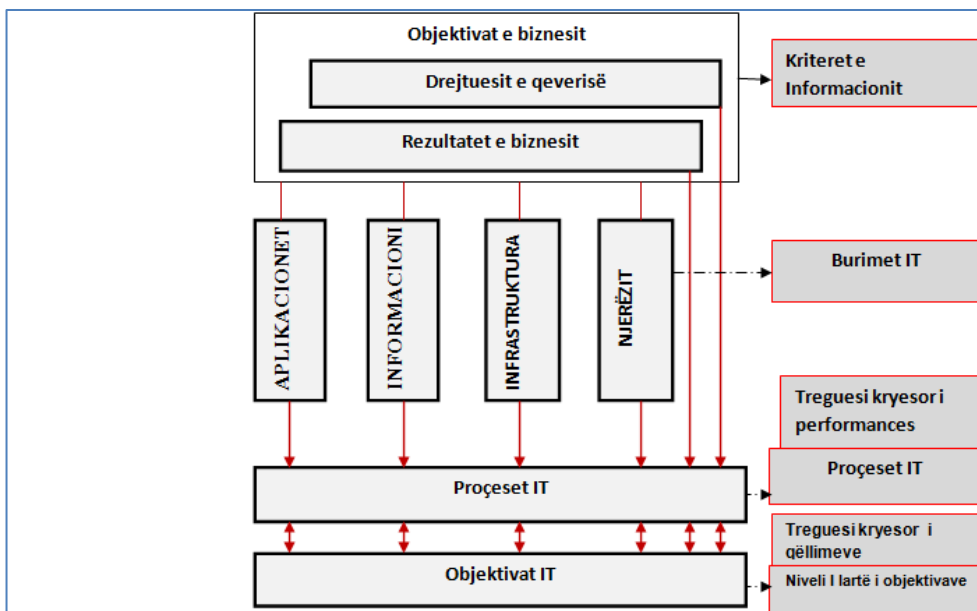 Objektivat e biznesit
Drejtuesit e qeverisë
Rezultatet e biznesit
Kriteret e
Informacionit
APLIKACIONET
INFORMACIONI
INFRASTRUKTURA
NJERËZIT
Burimet IT
Treguesi kryesor i
performances
Proçeset IT
Proçeset IT
Treguesi kryesor i
qëllimeve
Objektivat IT
Niveli I lartë i objektivave